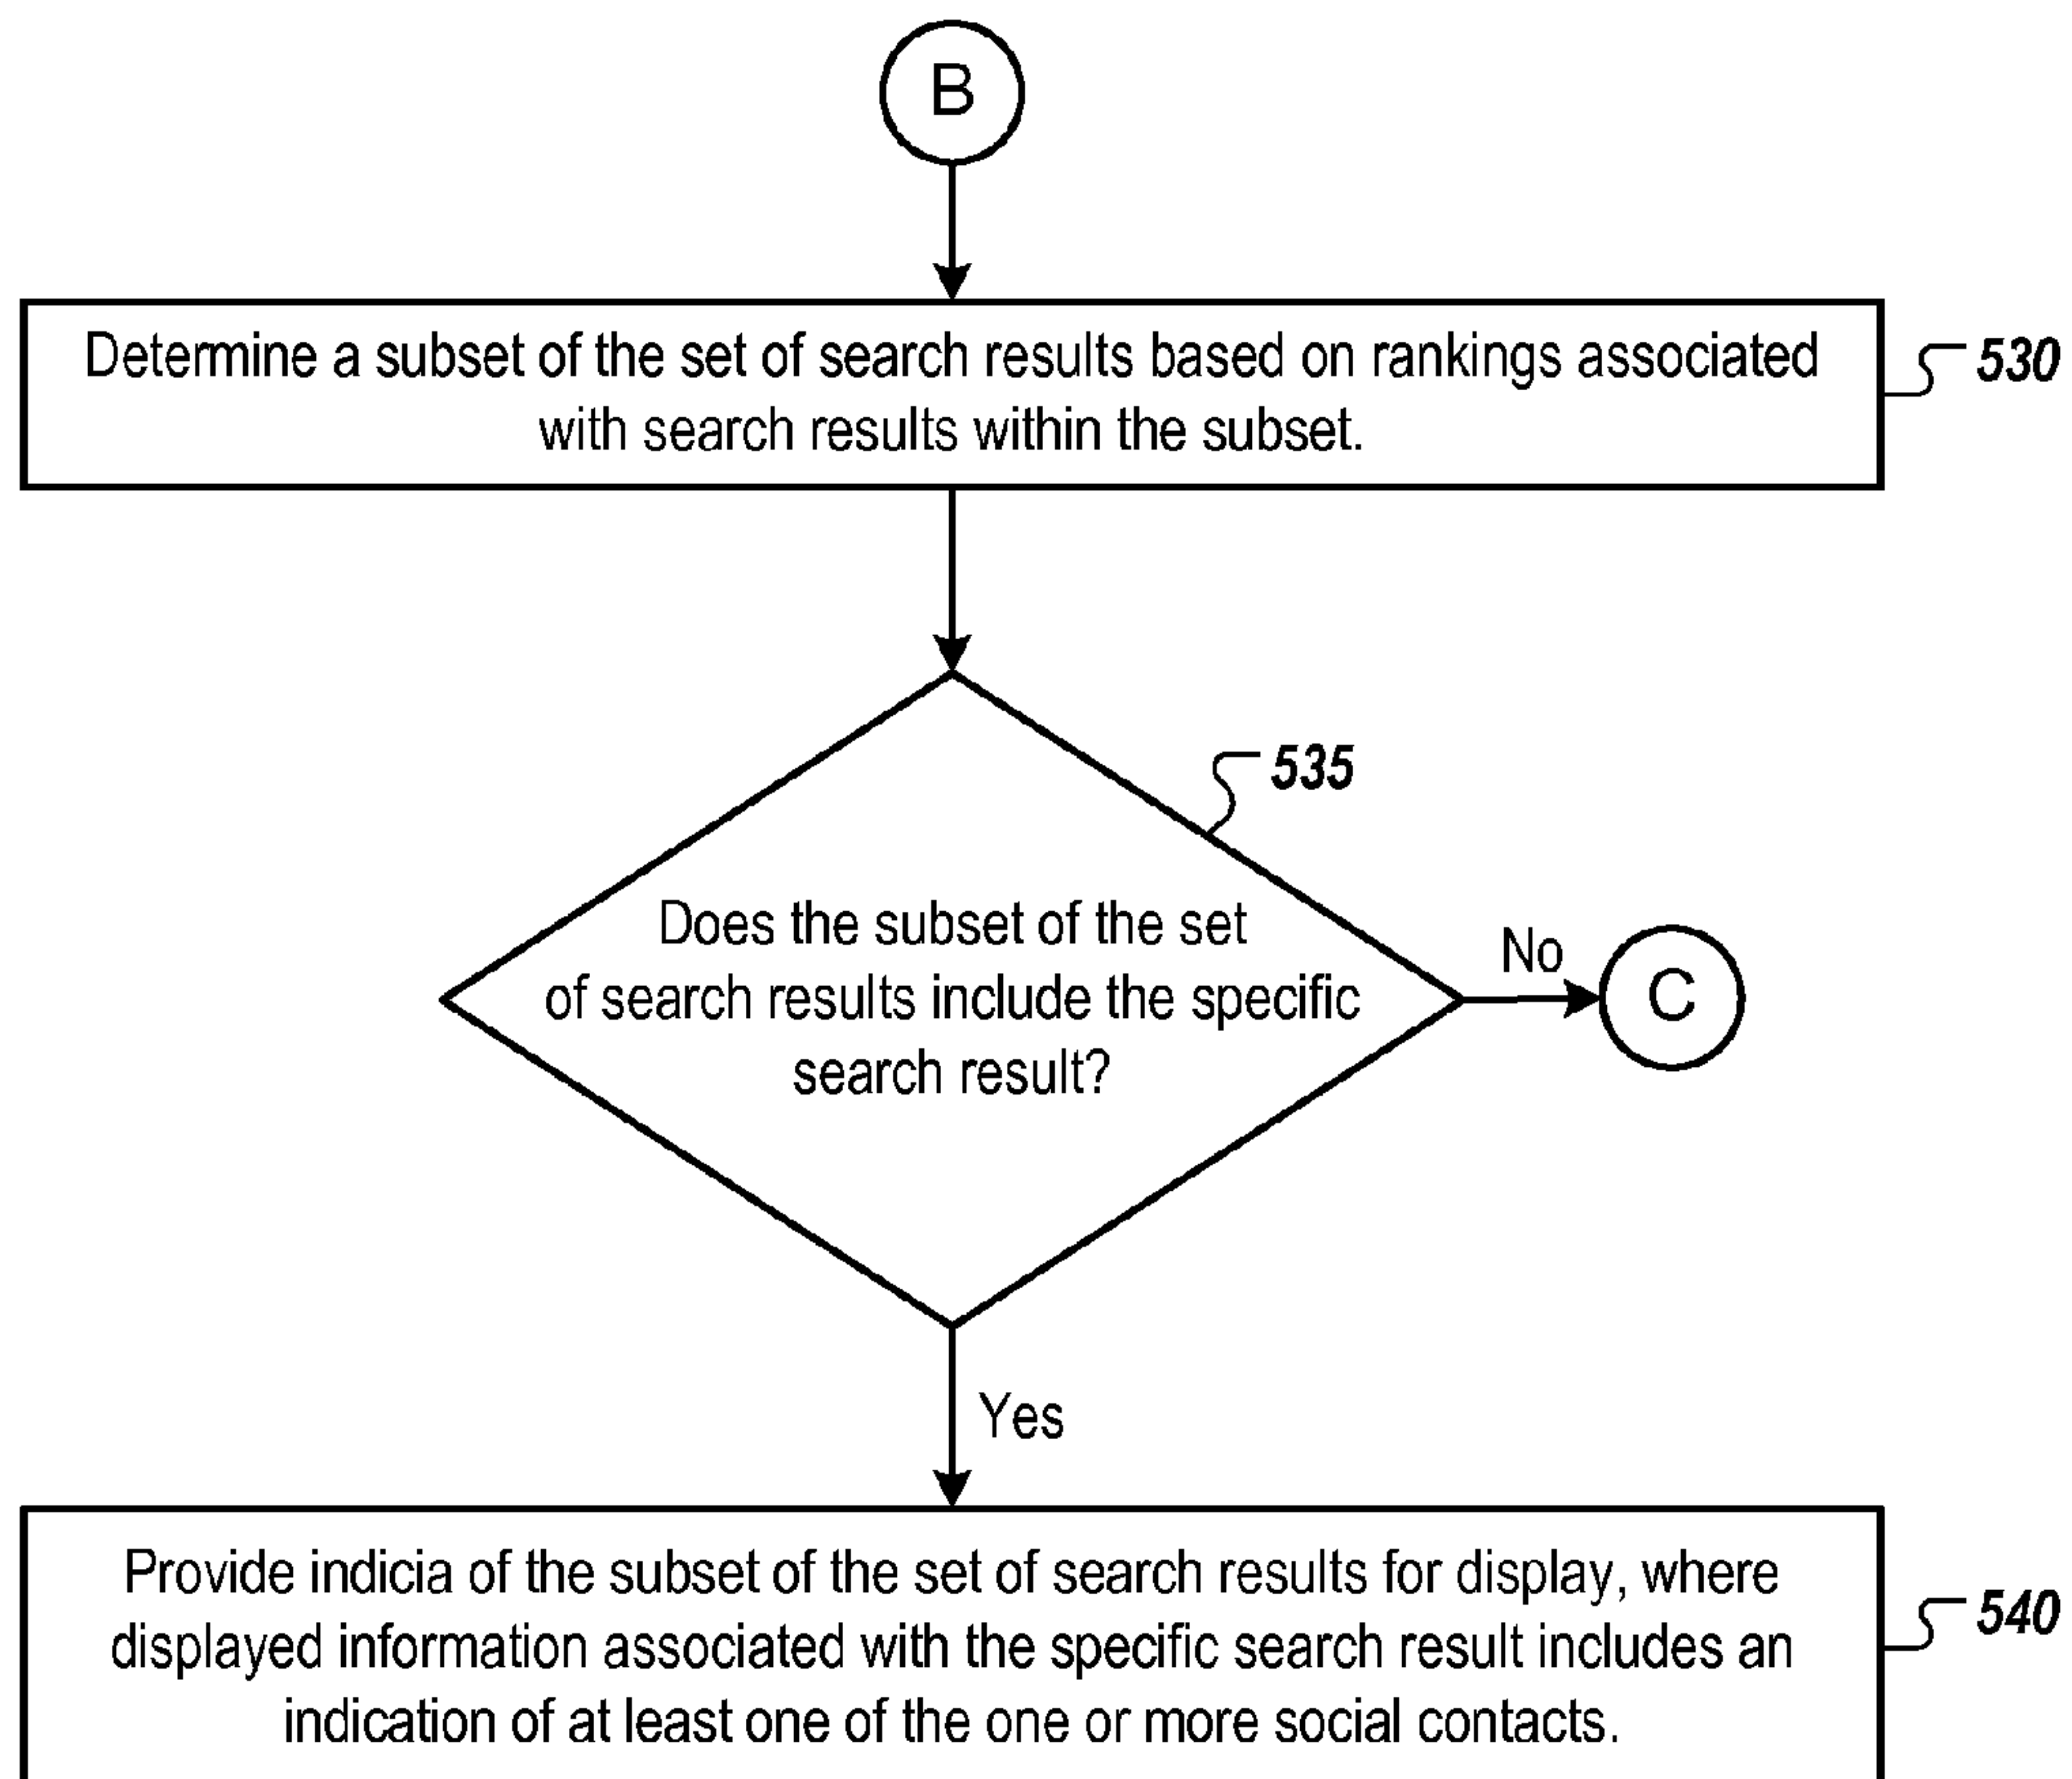 B
Determine a subset of the set of search results based on rankings associated
with search results within the subset.
530
535
Does the subset of the set
of search results include the specific
search result?
No
C
Yes
Provide indicia of the subset of the set of search results for display, where
displayed information associated with the specific search result includes an
indication of at least one of the one or more social contacts.
540